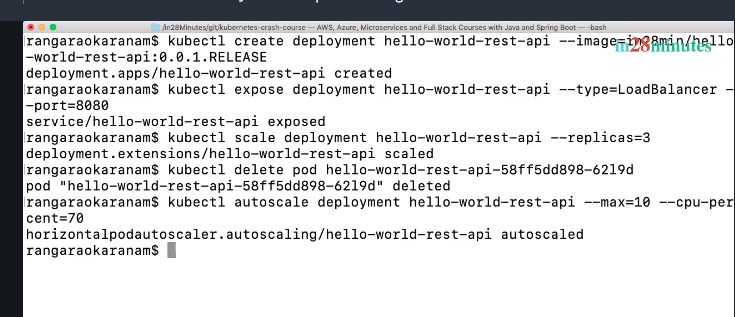 /in28Minutes/git/kubernetes-crash-course — AWS, Azure, Microservices and Full Stack Courses with Java and Spring Boot — -bash
rangaraokaranam$ kubectl create deployment hello-world-rest-api --image=in28min/hello
-world-rest-api:0.0.1.RELEASE
in28minutes
deployment.apps/hello-world-rest-api created
rangaraokaranam$ kubectl expose deployment hello-world-rest-api --type=LoadBalancer -
-port=8080
service/hello-world-rest-api exposed
rangaraokaranam$ kubectl scale deployment hello-world-rest-api --replicas=3
deployment.extensions/hello-world-rest-api scaled
rangaraokaranam$ kubectl delete pod hello-world-rest-api-58ff5dd898-62l9d
pod "hello-world-rest-api-58ff5dd898-62l9d" deleted
rangaraokaranam$ kubectl autoscale deployment hello-world-rest-api --max=10 --cpu-per
cent=70
horizontalpodautoscaler.autoscaling/hello-world-rest-api autoscaled
rangaraokaranam$